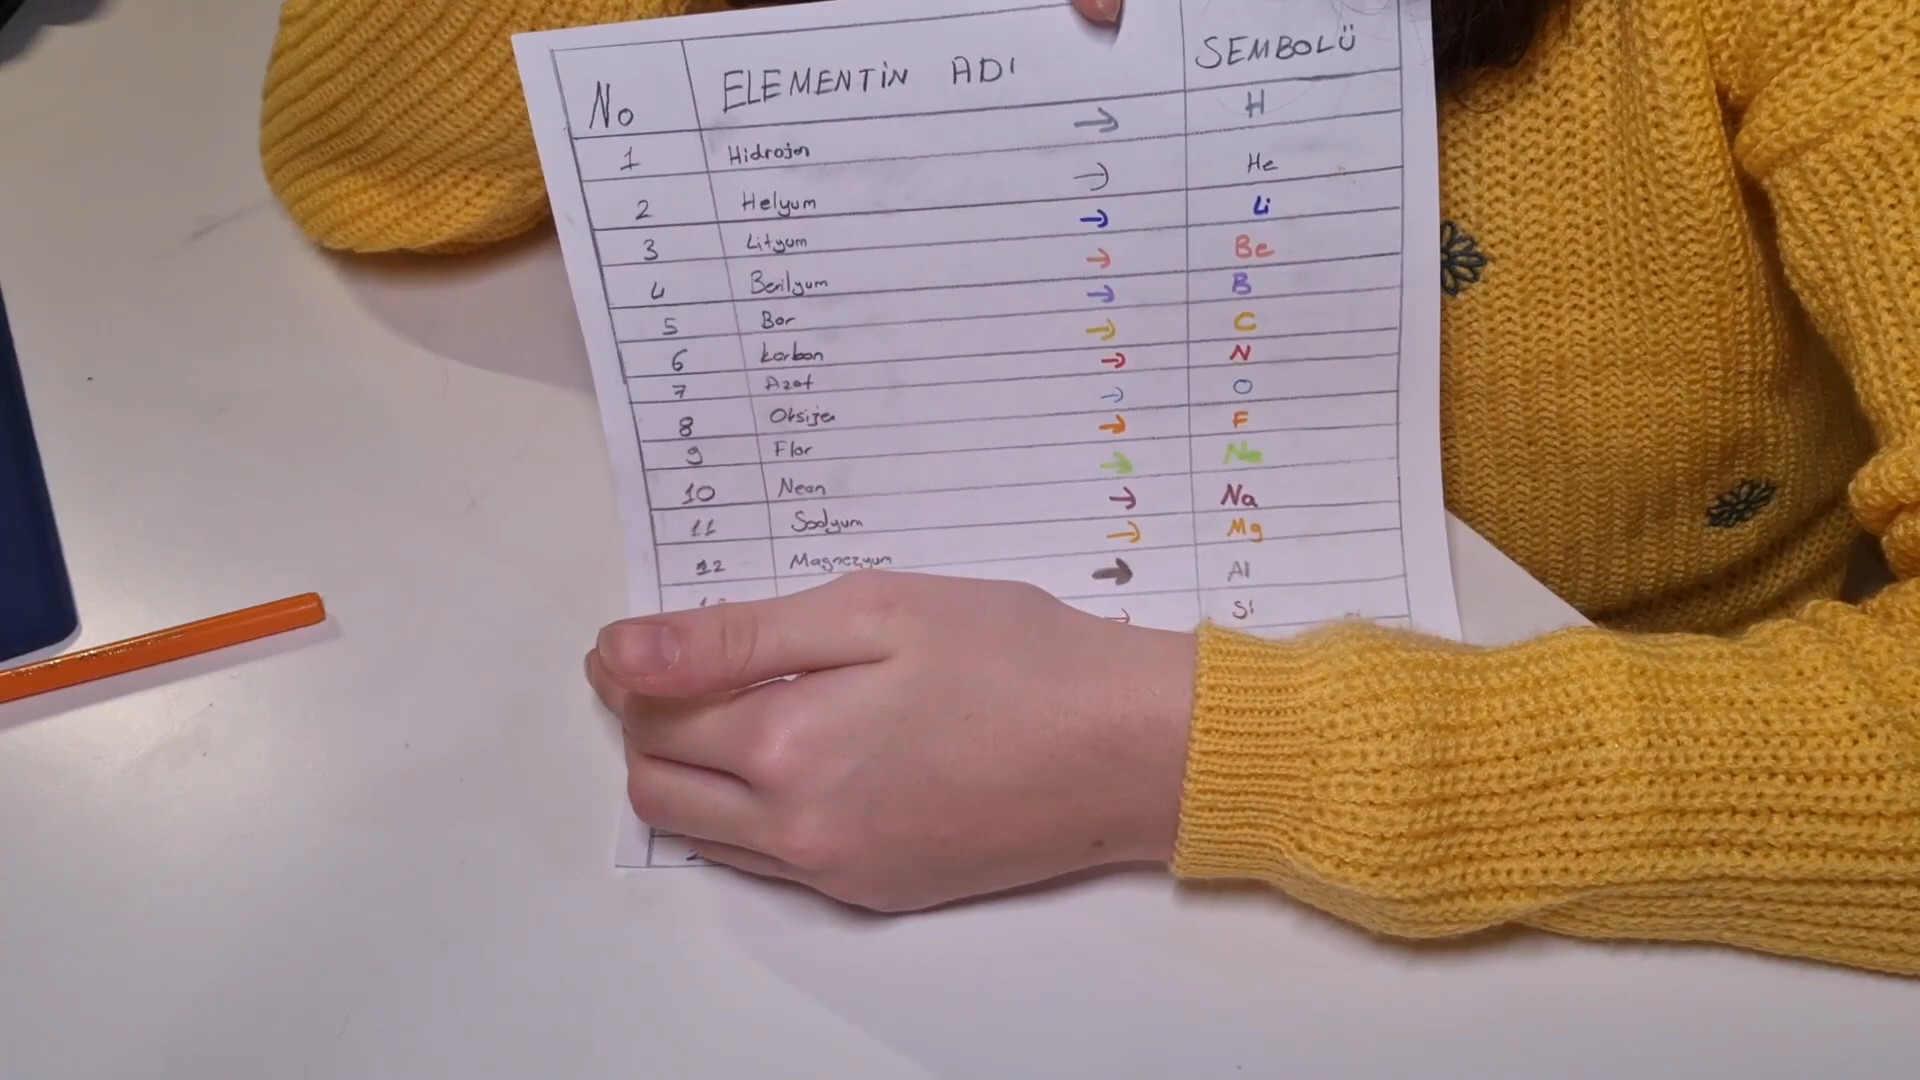 No ELEMENTİN ADI SEMBOLÜ
1 Hidrojen → H
2 Helyum → He
3 Lityum → Li
4 Berilyum → Be
5 Bor → B
6 karbon → C
7 Azot → N
8 Oksijen → O
9 Flor → F
10 Neon → Ne
11 Sodyum → Na
12 Magnezyum → Mg
→ Al
→ Si